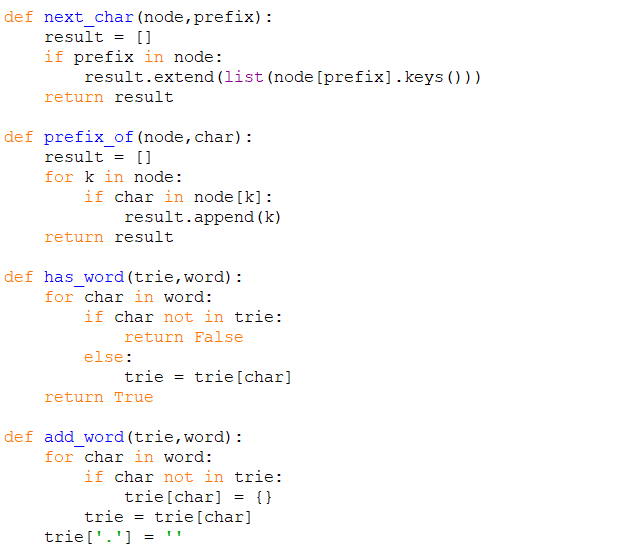 def next_char(node,prefix):
    result = []
    if prefix in node:
        result.extend(list(node[prefix].keys()))
    return result

def prefix_of(node,char):
    result = []
    for k in node:
        if char in node[k]:
            result.append(k)
    return result

def has_word(trie,word):
    for char in word:
        if char not in trie:
            return False
        else:
            trie = trie[char]
    return True

def add_word(trie,word):
    for char in word:
        if char not in trie:
            trie[char] = {}
        trie = trie[char]
    trie['.'] = ''